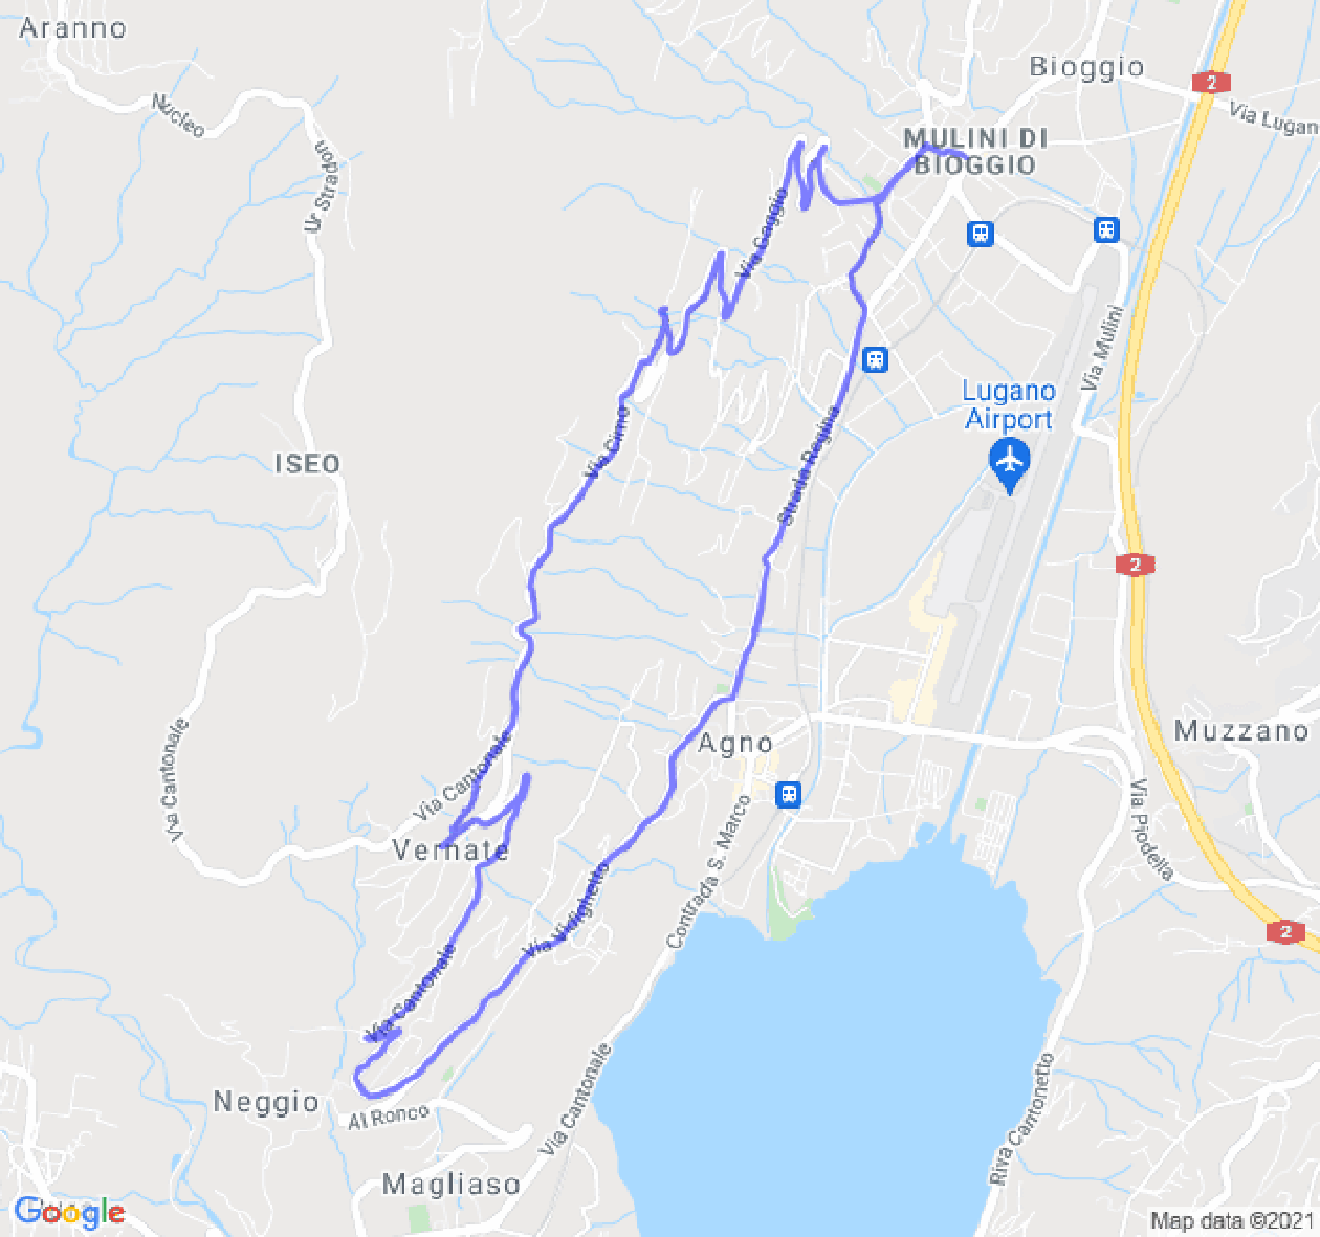 Aranno
Bioggio
2
Nucleo
Via Lugan
MULINI DI
BIOGGIO
Ur Stradon
Via Caggio
Via Mulini
Lugano
Airport
Via Cimo
Strada Regina
ISEO
2
Via Cantonale
Agno
Muzzano
Via Cantonale
Via Piodella
Contrada S. Marco
Vernate
Via Vidighetto
2
Via Cantonale
Neggio
Al Ronco
Via Cantonale
Riva Cantonetto
Magliaso
Google
Map data ©2021